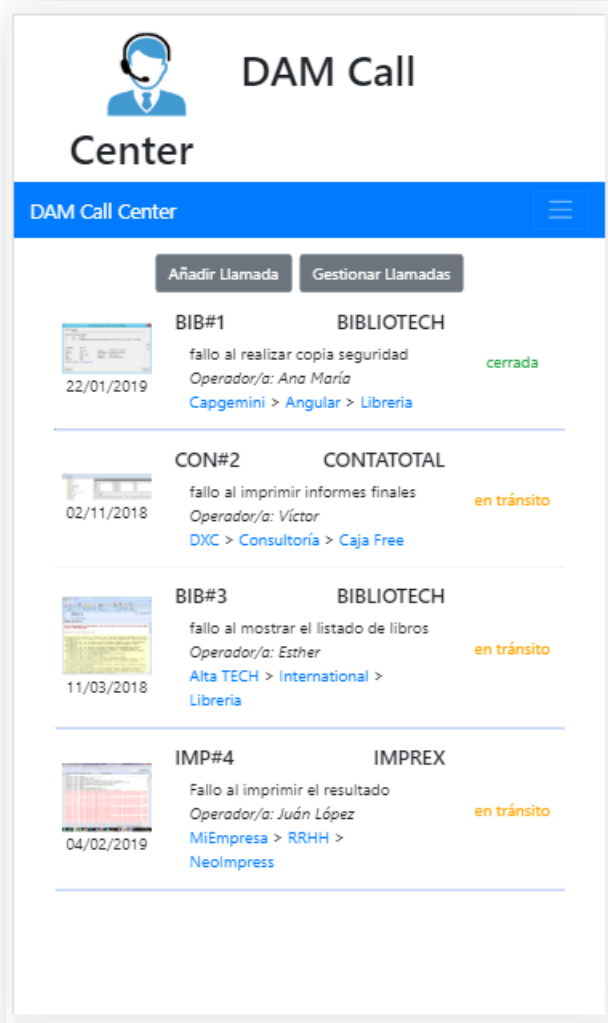 DAM Call
Center
DAM Call Center
Añadir Llamada Gestionar Llamadas
BIB#1 BIBLIOTECH
fallo al realizar copia seguridad
Operador/a: Ana María
Capgemini > Angular > Libreria
22/01/2019
cerrada
CON#2 CONTATOTAL
fallo al imprimir informes finales
Operador/a: Víctor
DXC > Consultoría > Caja Free
02/11/2018
en tránsito
BIB#3 BIBLIOTECH
fallo al mostrar el listado de libros
Operador/a: Esther
Alta TECH > International >
Libreria
11/03/2018
en tránsito
IMP#4 IMPREX
Fallo al imprimir el resultado
Operador/a: Juán López
MiEmpresa > RRHH >
NeoImpress
04/02/2019
en tránsito